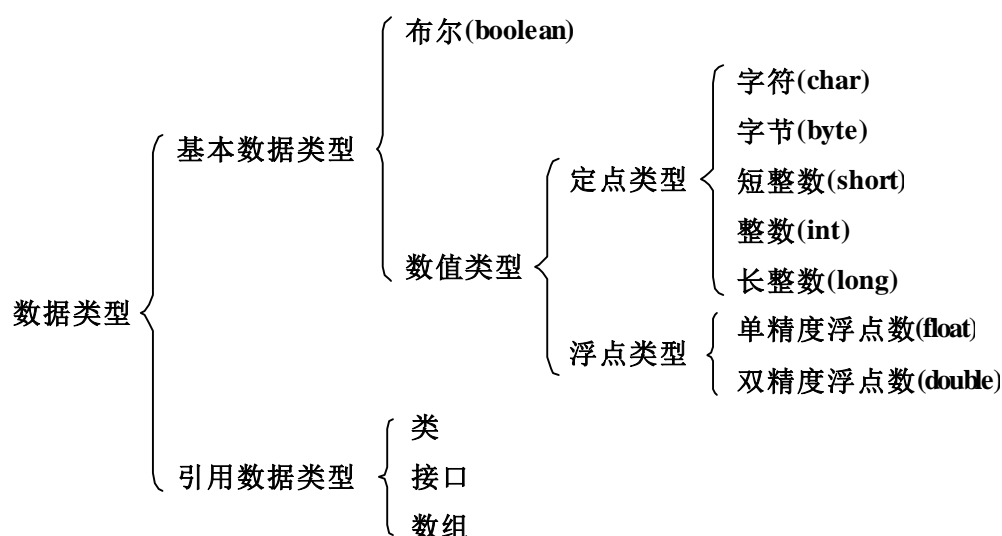 布尔(boolean)
字符(char)
字节(byte)
基本数据类型
定点类型
短整数(short)
整数(int)
数值类型
长整数(long)
数据类型
单精度浮点数(float)
浮点类型
双精度浮点数(double)
类
引用数据类型
接口
数组